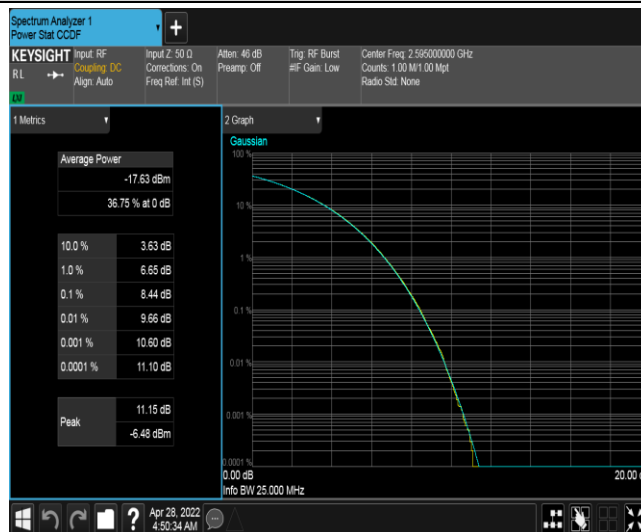 Spectrum Analyzer 1
Power Stat CCDF
+
KEYSIGHT Input: RF Input Z: 50 Ω Atten: 46 dB Trig: RF Burst Center Freq: 2.595000000 GHz
RL Coupling: DC Corrections: On Preamp: Off #IF Gain: Low Counts: 1.00 M/1.00 Mpt
Align: Auto Freq Ref: Int (S) Radio Std: None
1 Metrics
Average Power
-17.63 dBm
36.75 % at 0 dB
10.0 % 3.63 dB
1.0 % 6.65 dB
0.1 % 8.44 dB
0.01 % 9.66 dB
0.001 % 10.60 dB
0.0001 % 11.10 dB
Peak 11.15 dB
-6.48 dBm
2 Graph
Gaussian
100 %
10 %
1 %
0.1 %
0.01 %
0.001 %
0.0001 %
0.00 dB 20.00
Info BW 25.000 MHz
? Apr 28, 2022
4:50:34 AM